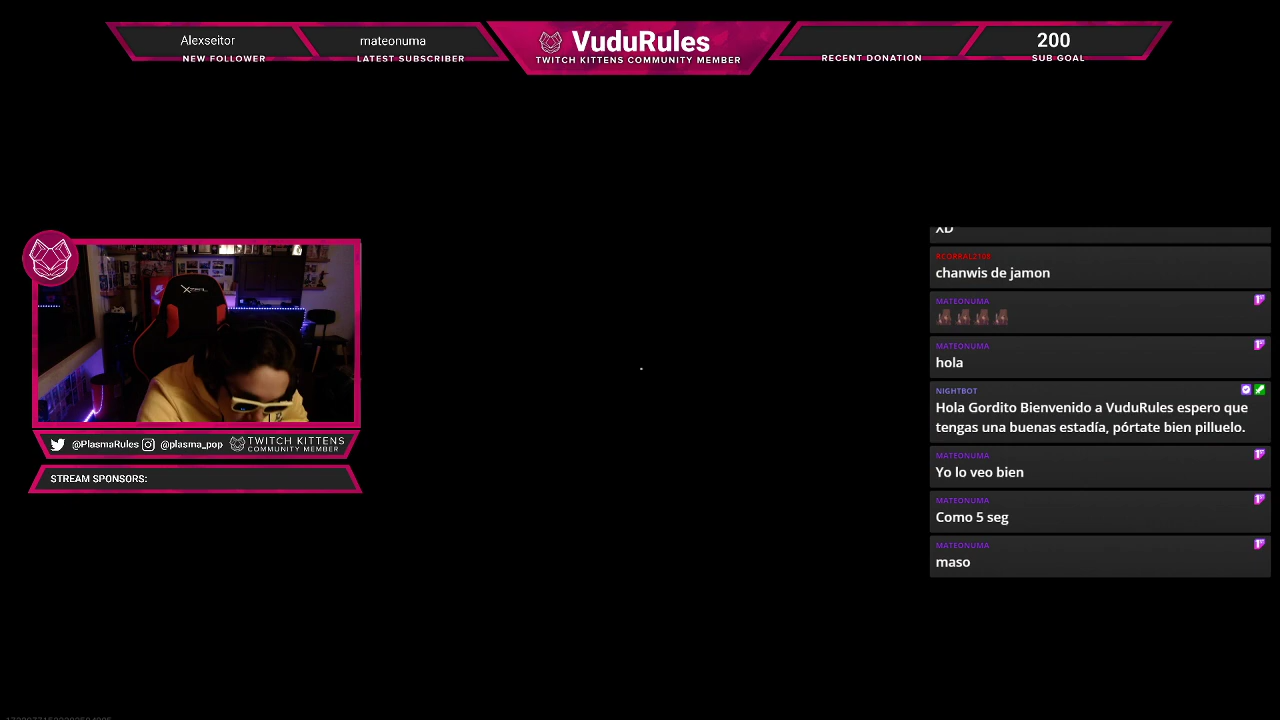 Alexseitor
NEW FOLLOWER
mateonuma
LATEST SUBSCRIBER
VuduRules
TWITCH KITTENS COMMUNITY MEMBER
RECENT DONATION
200
SUB GOAL
@PlasmaRules
@plasma_pop
TWITCH KITTENS
COMMUNITY MEMBER
STREAM SPONSORS:
XD
KCORRAL2108
chanwis de jamon
MATEONUMA
MATEONUMA
hola
NIGHTBOT
Hola Gordito Bienvenido a VuduRules espero que
tengas una buenas estadía, pórtate bien pilluelo.
MATEONUMA
Yo lo veo bien
MATEONUMA
Como 5 seg
MATEONUMA
maso